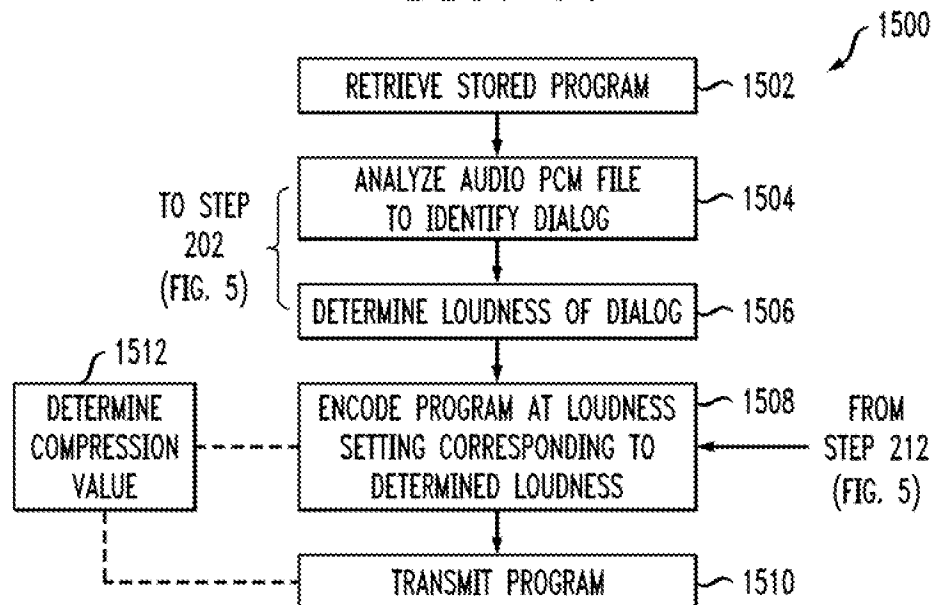 1500
RETRIEVE STORED PROGRAM
1502
ANALYZE AUDIO PCM FILE
TO IDENTIFY DIALOG
1504
TO STEP
202
(FIG. 5)
DETERMINE LOUDNESS OF DIALOG
1506
1512
DETERMINE
COMPRESSION
VALUE
ENCODE PROGRAM AT LOUDNESS
SETTING CORRESPONDING TO
DETERMINED LOUDNESS
1508
FROM
STEP 212
(FIG. 5)
TRANSMIT PROGRAM
1510